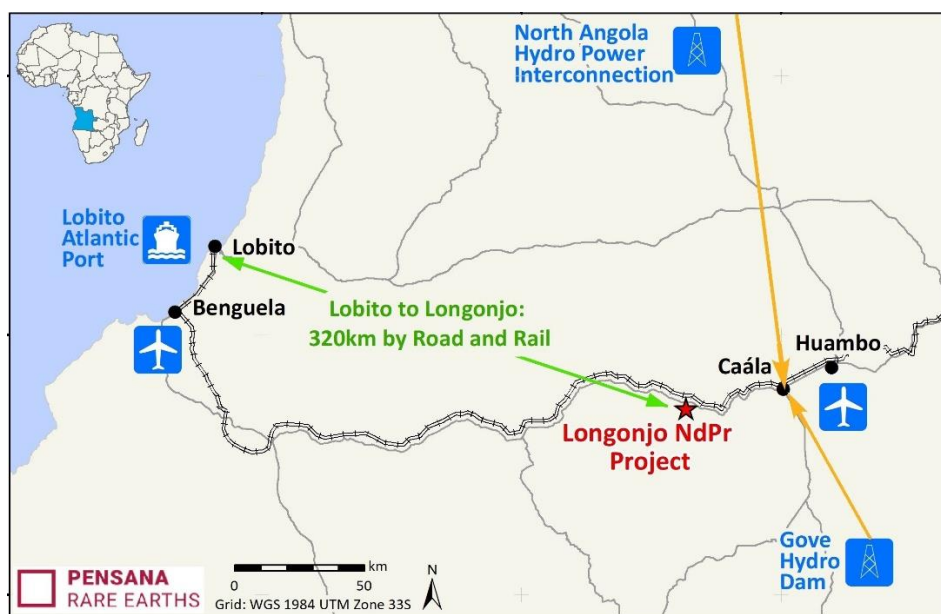 North Angola
Hydro Power
Interconnection
Lobito
Atlantic
Port
Lobito
Benguela
Lobito to Longonjo:
320km by Road and Rail
Huambo
Caála
Longonjo NdPr
Project
Gove
Hydro
Dam
PENSANA
RARE EARTHS
km
0 50
Grid: WGS 1984 UTM Zone 33S
N